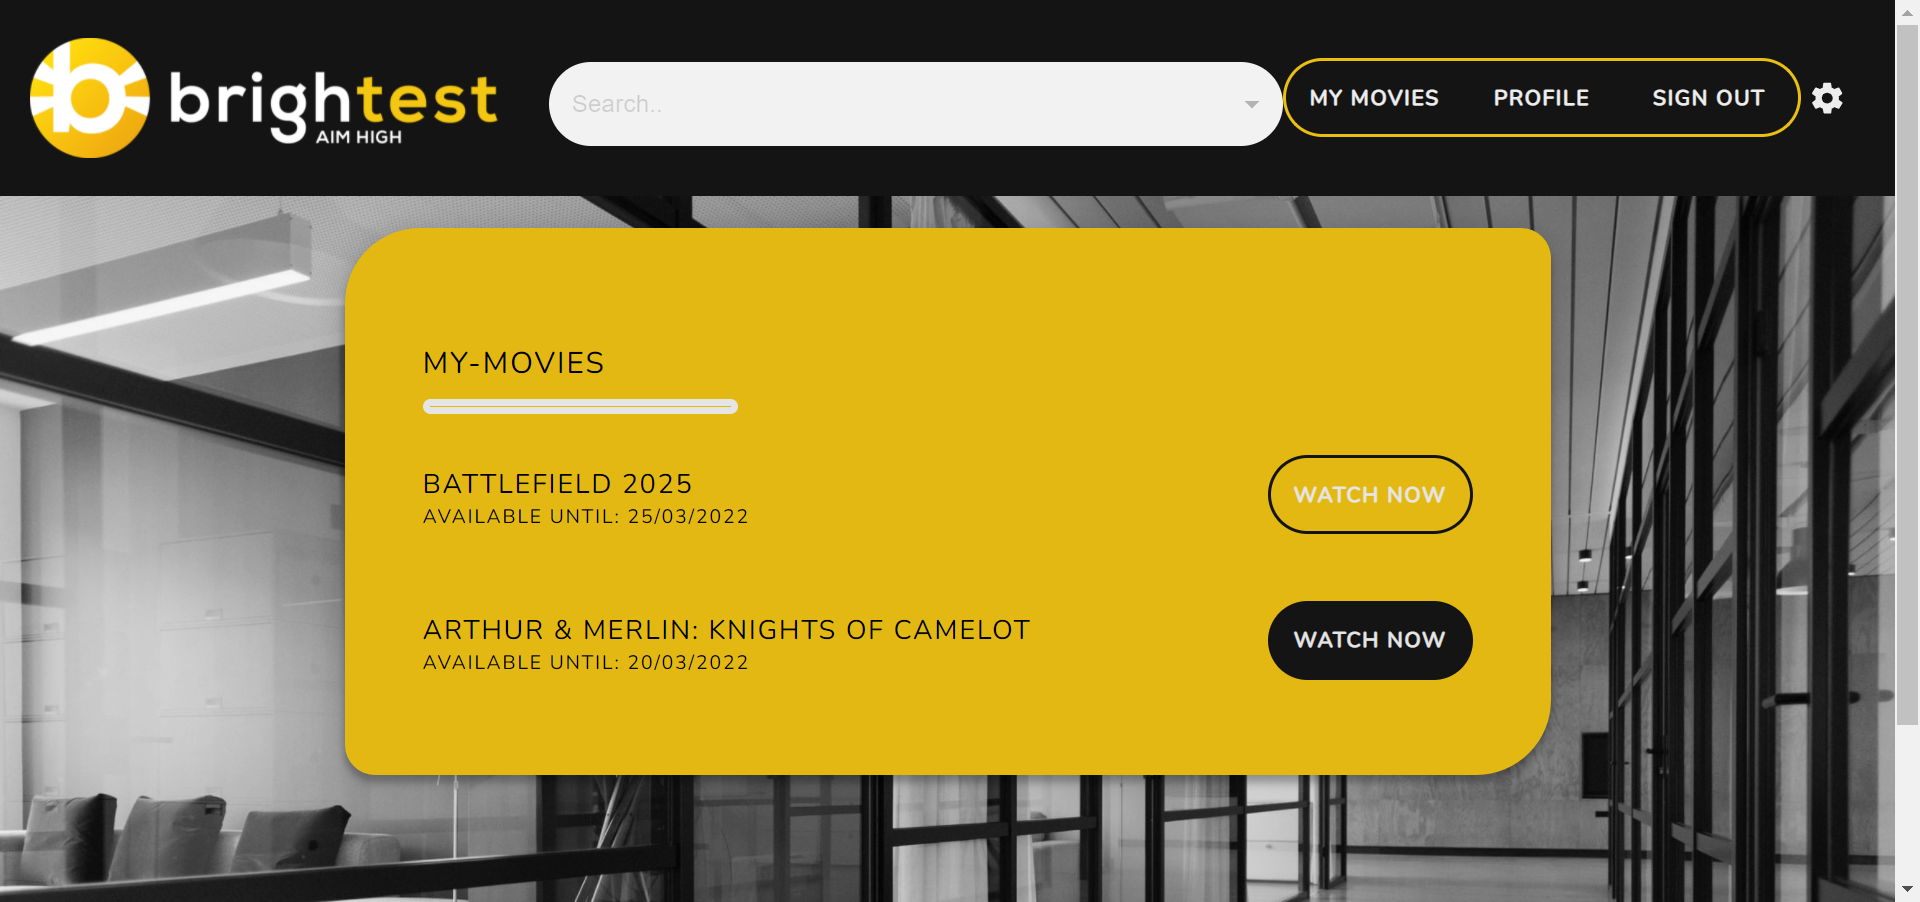 brightest
AIM HIGH
Search..
MY MOVIES PROFILE SIGN OUT
MY-MOVIES
BATTLEFIELD 2025
AVAILABLE UNTIL: 25/03/2022
WATCH NOW
ARTHUR & MERLIN: KNIGHTS OF CAMELOT
AVAILABLE UNTIL: 20/03/2022
WATCH NOW